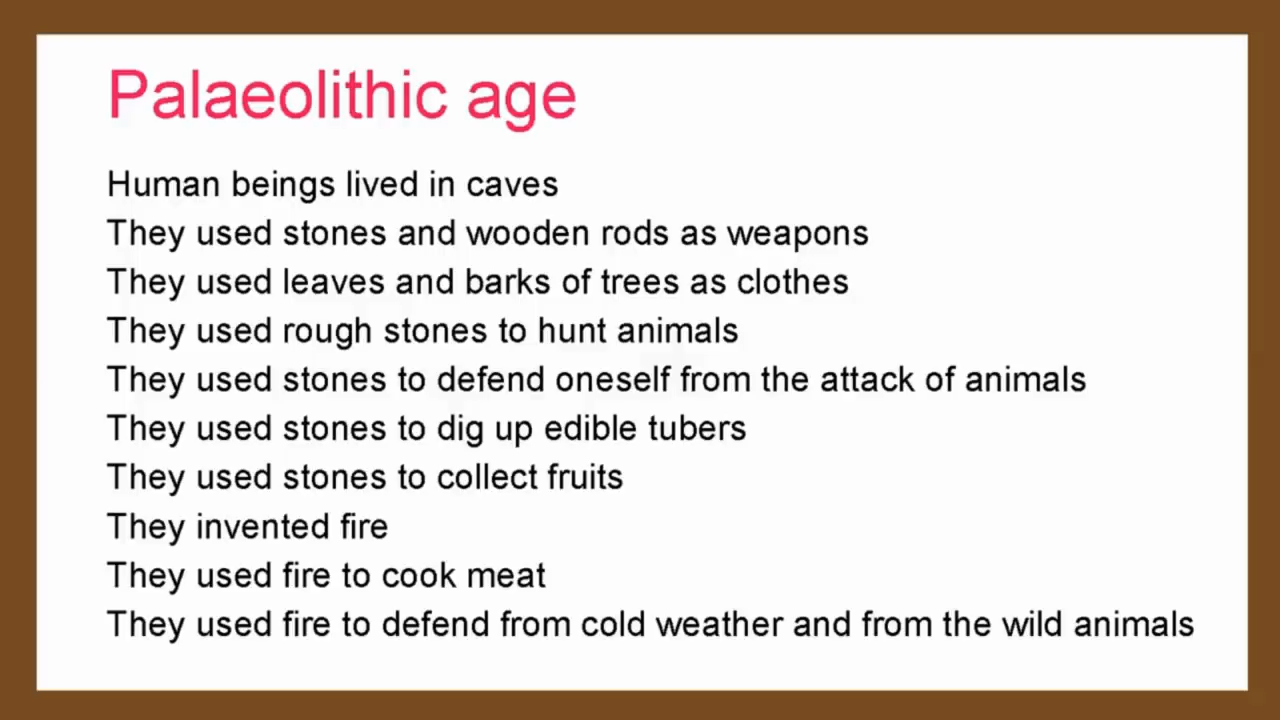 Palaeolithic age
Human beings lived in caves
They used stones and wooden rods as weapons
They used leaves and barks of trees as clothes
They used rough stones to hunt animals
They used stones to defend oneself from the attack of animals
They used stones to dig up edible tubers
They used stones to collect fruits
They invented fire
They used fire to cook meat
They used fire to defend from cold weather and from the wild animals